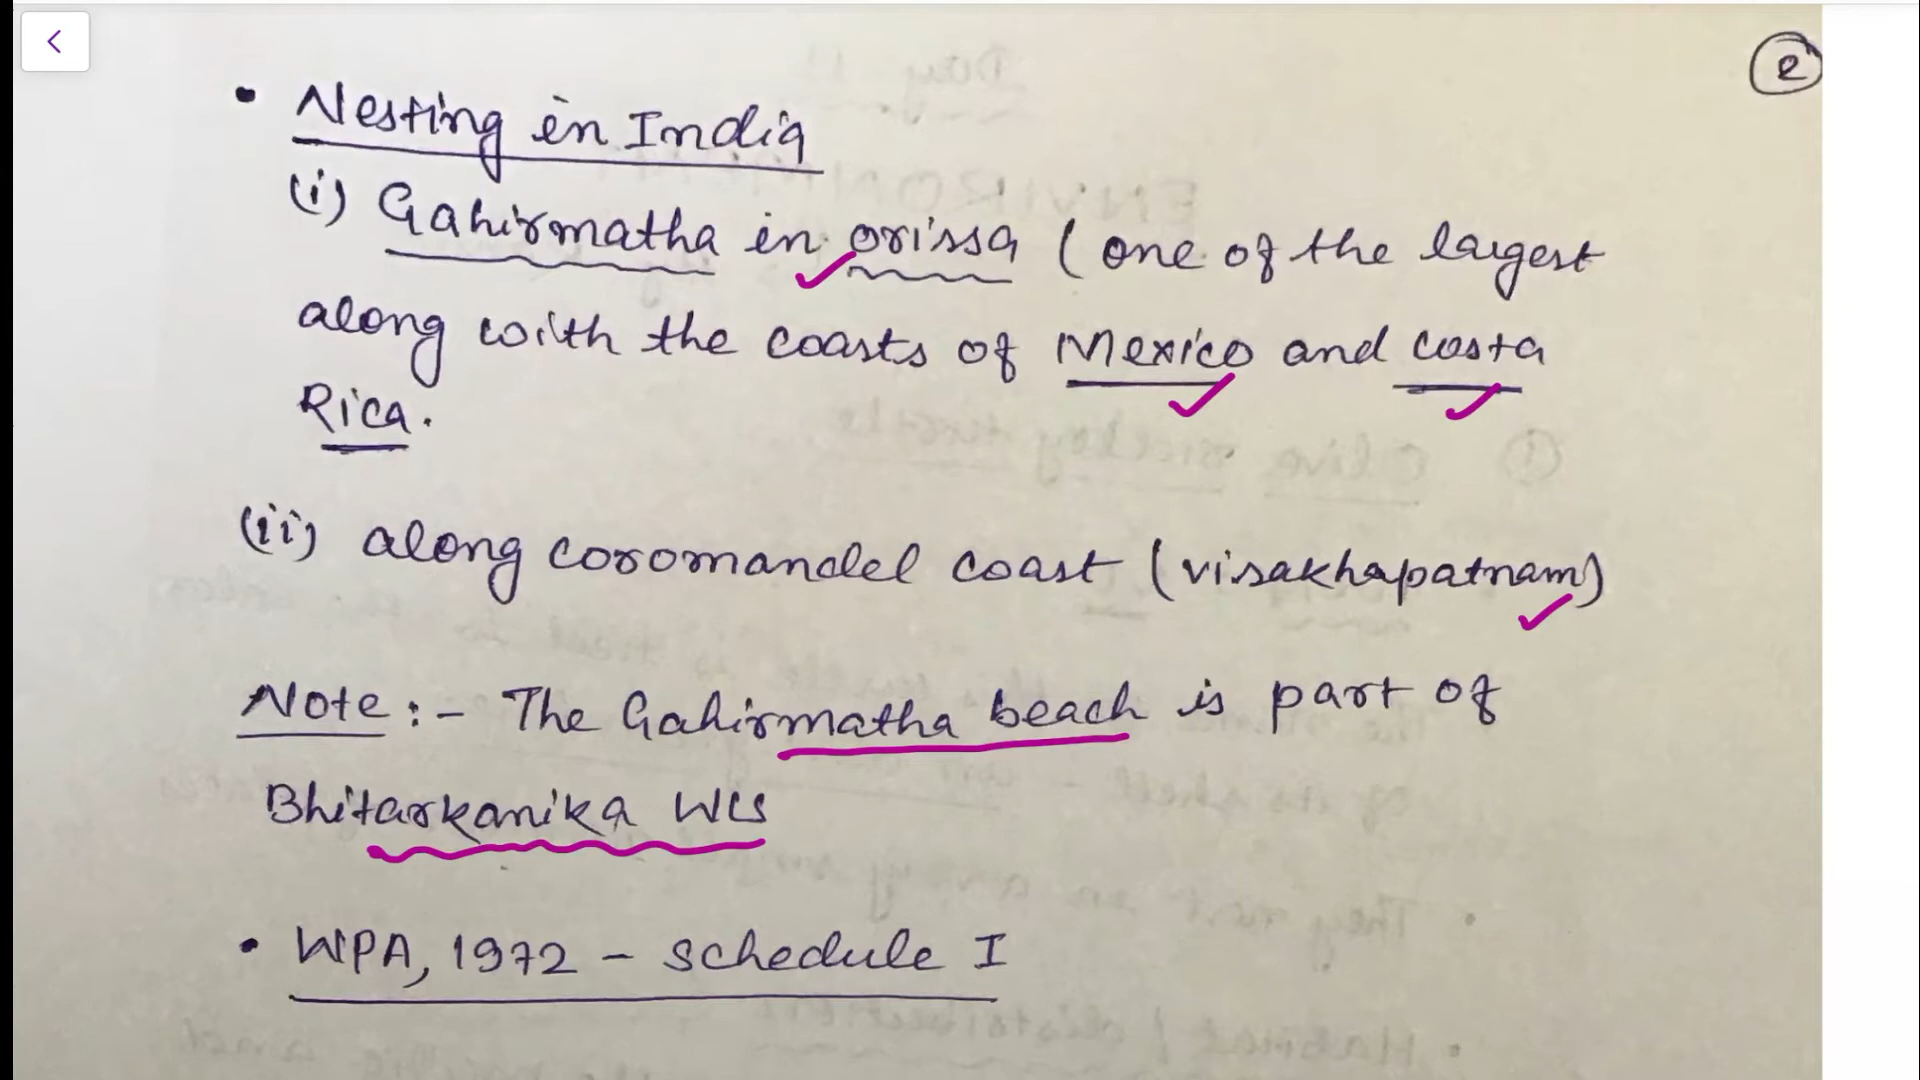 2
• Nesting in India
(i) Gahirmatha in orissa ( one of the largest
along with the coasts of Mexico and costa
Rica.
(ii) along coromandel coast (visakhapatnam)
Note :- The Gahirmatha beach is part of
Bhitarkanika WLS
• WPA, 1972 - schedule I